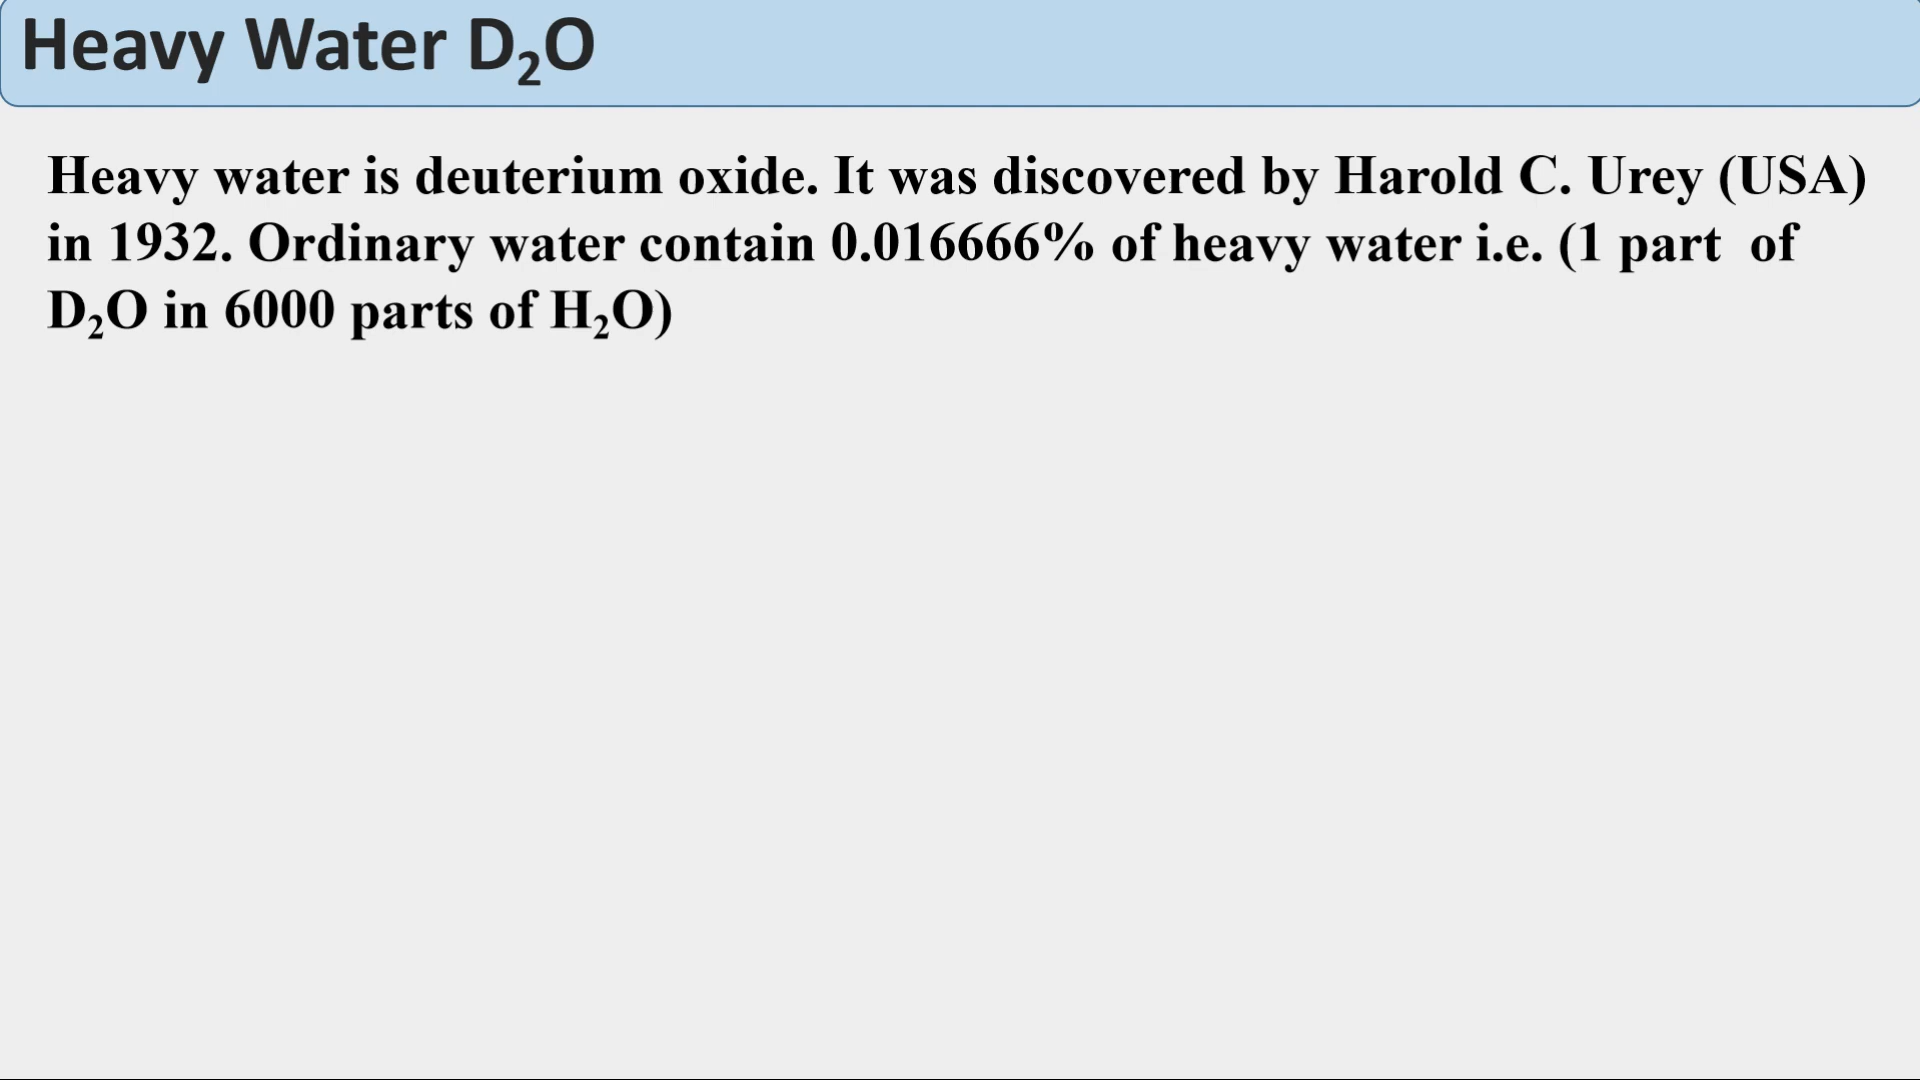 Heavy Water D₂O
Heavy water is deuterium oxide. It was discovered by Harold C. Urey (USA)
in 1932. Ordinary water contain 0.016666% of heavy water i.e. (1 part  of
D₂O in 6000 parts of H₂O)